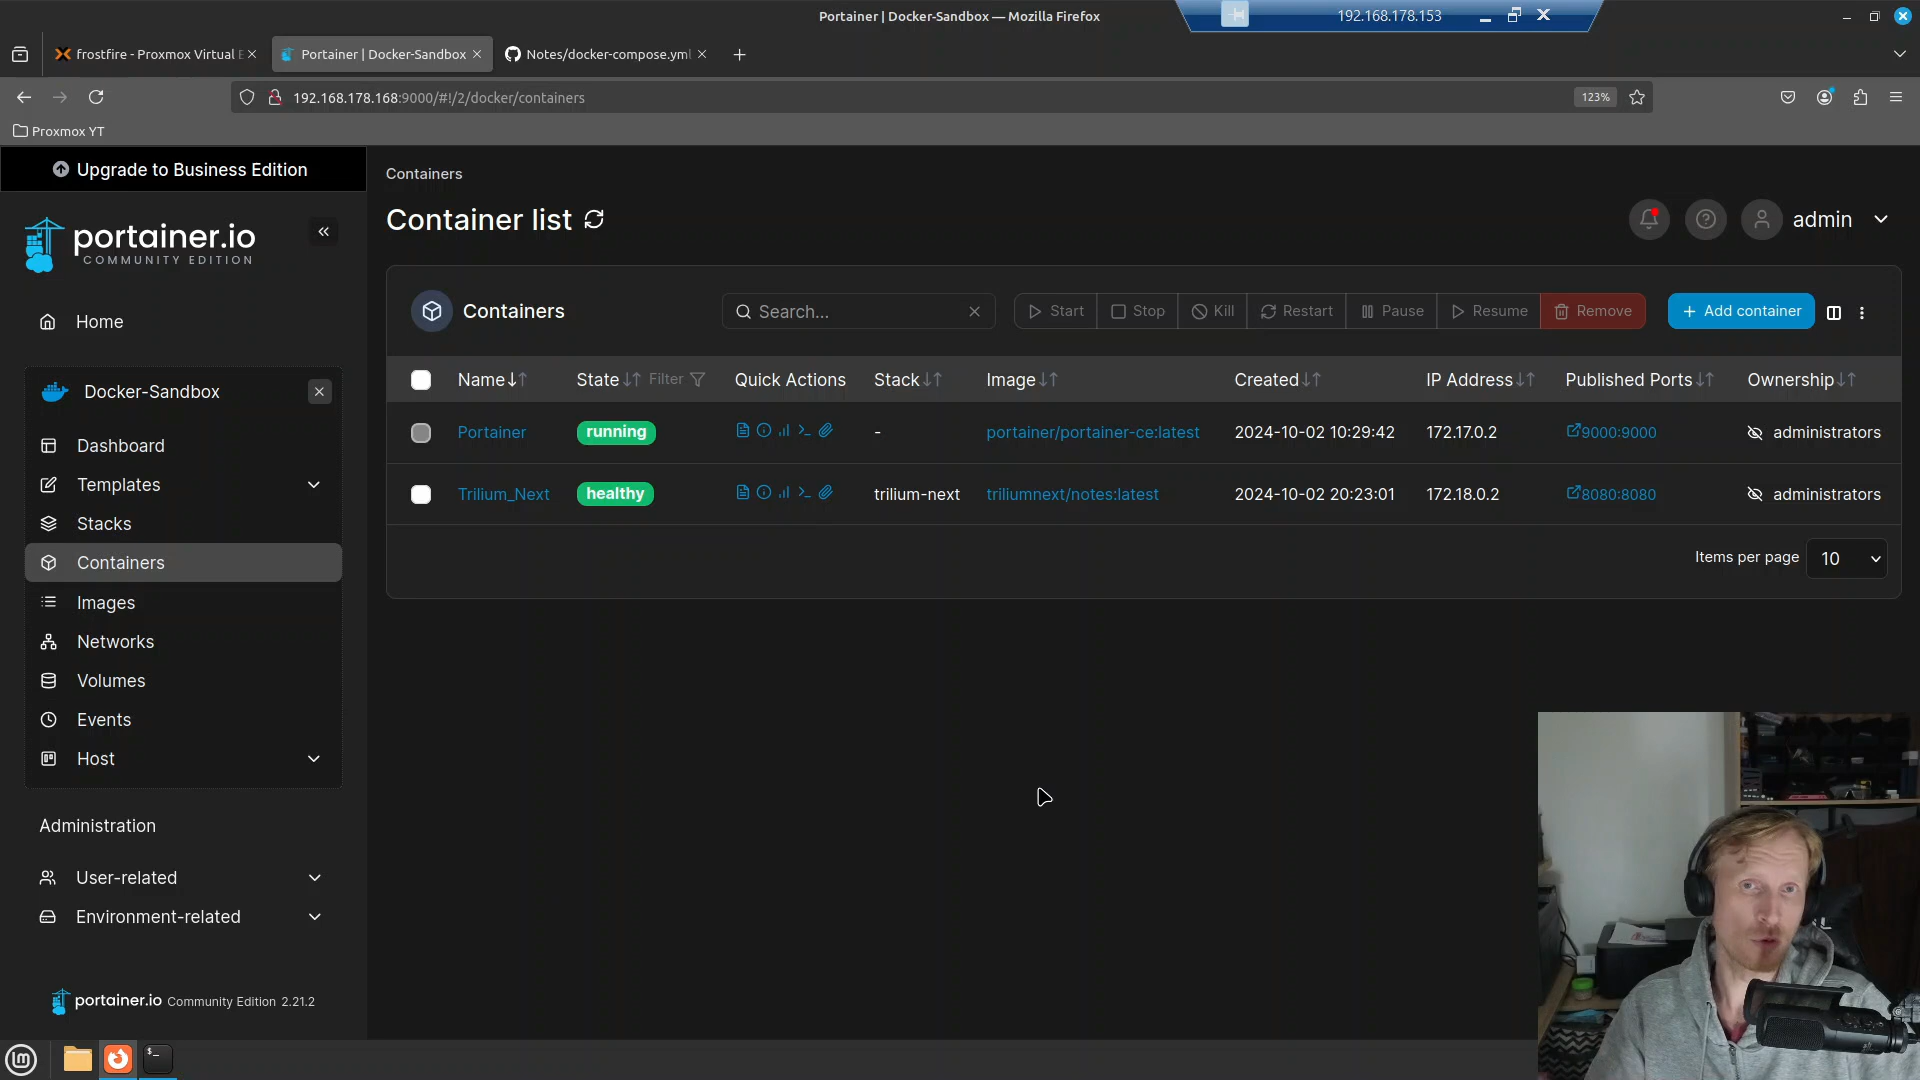 Portainer | Docker-Sandbox — Mozilla Firefox
192.168.178.153
frostfire - Proxmox Virtual E
Portainer | Docker-Sandbox
Notes/docker-compose.yml
192.168.178.168:9000/#!/2/docker/containers
123%
Proxmox YT
Upgrade to Business Edition
portainer.io
COMMUNITY EDITION
Home
Docker-Sandbox
Dashboard
Templates
Stacks
Containers
Images
Networks
Volumes
Events
Host
Administration
User-related
Environment-related
portainer.io Community Edition 2.21.2
Containers
Container list
admin
Containers
Search...
Start
Stop
Kill
Restart
Pause
Resume
Remove
Add container
Name State Filter Quick Actions Stack Image Created IP Address Published Ports Ownership
Portainer running - portainer/portainer-ce:latest 2024-10-02 10:29:42 172.17.0.2 9000:9000 administrators
Trilium_Next healthy trilium-next triliumnext/notes:latest 2024-10-02 20:23:01 172.18.0.2 8080:8080 administrators
Items per page 10
lm